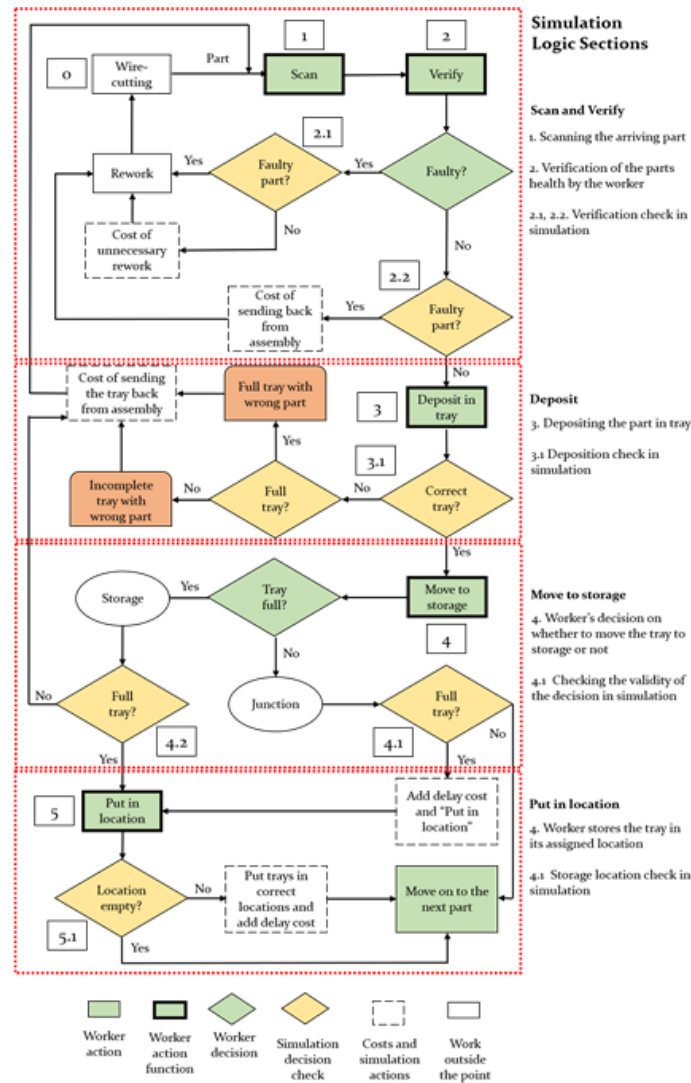 Simulation
Logic Sections
1
2
0
Wire-
cutting
Part
Scan
Verify
Scan and Verify
1. Scanning the arriving part
2. Verification of the parts
health by the worker
2.1, 2.2. Verification check in
simulation
2.1
Rework
Yes
Faulty
part?
Yes
Faulty?
No
No
Cost of
unnecessary
rework
2.2
Cost of
sending back
from
assembly
Yes
Faulty
part?
No
Cost of sending
the tray back
from assembly
Full tray with
wrong part
3
Deposit in
tray
Deposit
3. Depositing the part in tray
3.1 Deposition check in
simulation
Yes
3.1
Incomplete
tray with
wrong part
No
Full
tray?
No
Correct
tray?
Yes
Storage
Yes
Tray
full?
Move to
storage
4
Move to storage
4. Worker's decision on
whether to move the tray to
storage or not
4.1 Checking the validity
of the decision in simulation
No
No
Full
tray?
4.2
Junction
Full
tray?
4.1
No
Yes
Yes
5
Put in
location
Add delay cost
and "Put in
location"
Put in location
4. Worker stores the tray in
its assigned location
4.1 Storage location check in
simulation
Location
empty?
No
Put trays in
correct
locations and
add delay cost
Move on to the
next part
5.1
Yes
Worker
action
Worker
action
function
Worker
decision
Simulation
decision
check
Costs and
simulation
actions
Work
outside
the point